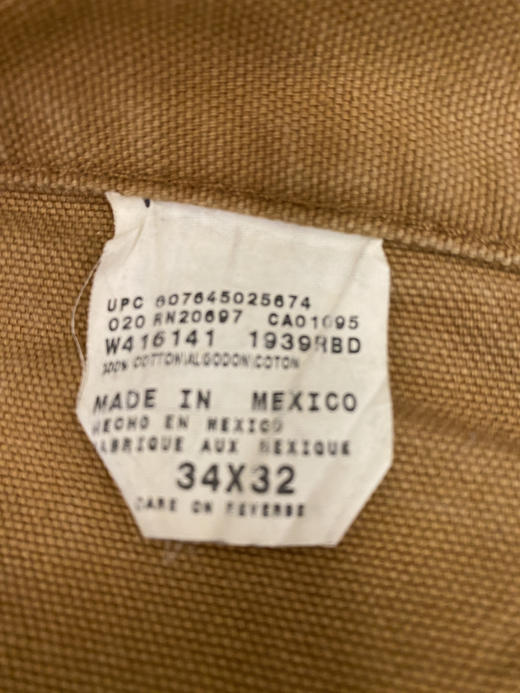 UPC 607645025674
020 RN20697 CA01095
W416141 1939RBD
100% COTTON\ALGODON\COTON
MADE IN MEXICO
HECHO EN MEXICO
FABRIQUE AUX MEXIQUE
34X32
CARE ON REVERSE